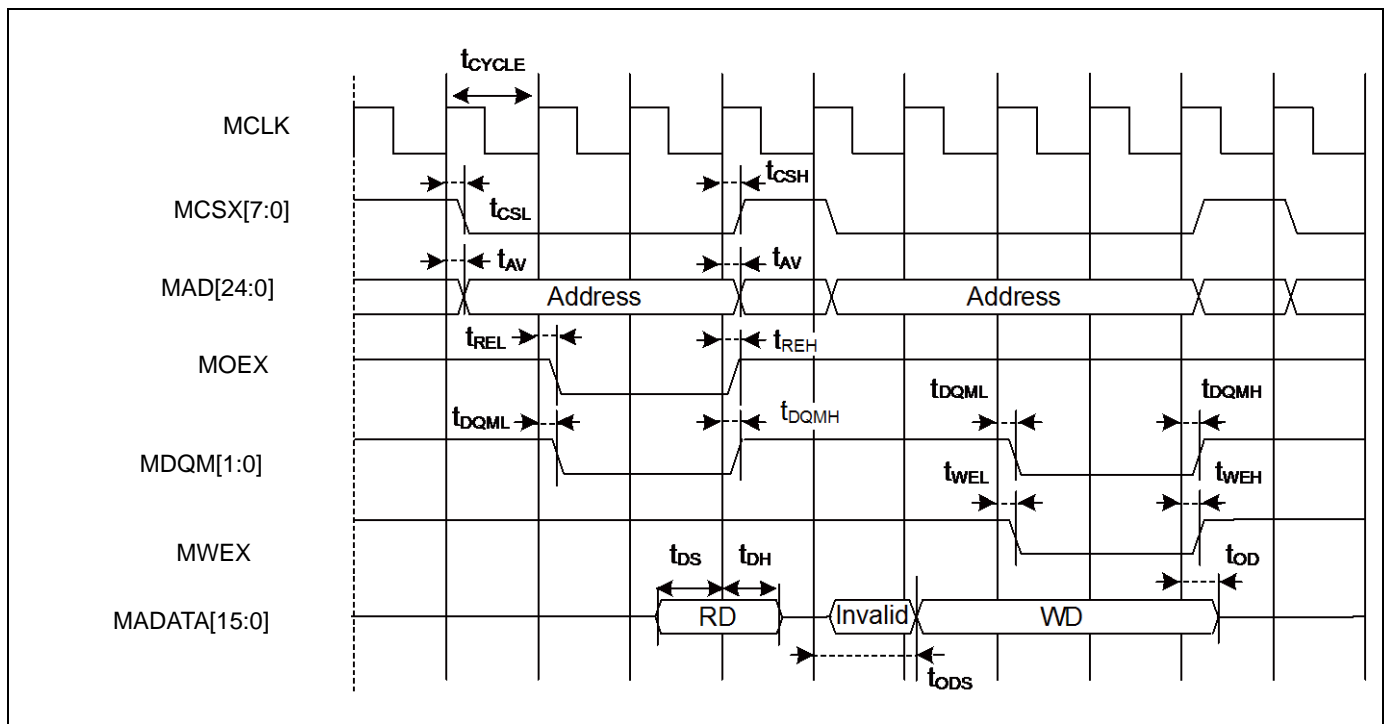 tCYCLE
MCLK
tCSH
MCSX[7:0]
tCSL
tAV
tAV
MAD[24:0]
Address
Address
tREL
tREH
MOEX
tDQML
tDQMH
tDQML
tDQMH
MDQM[1:0]
tWEL
tWEH
MWEX
tDS
tDH
tOD
MADATA[15:0]
RD
Invalid
WD
tODS